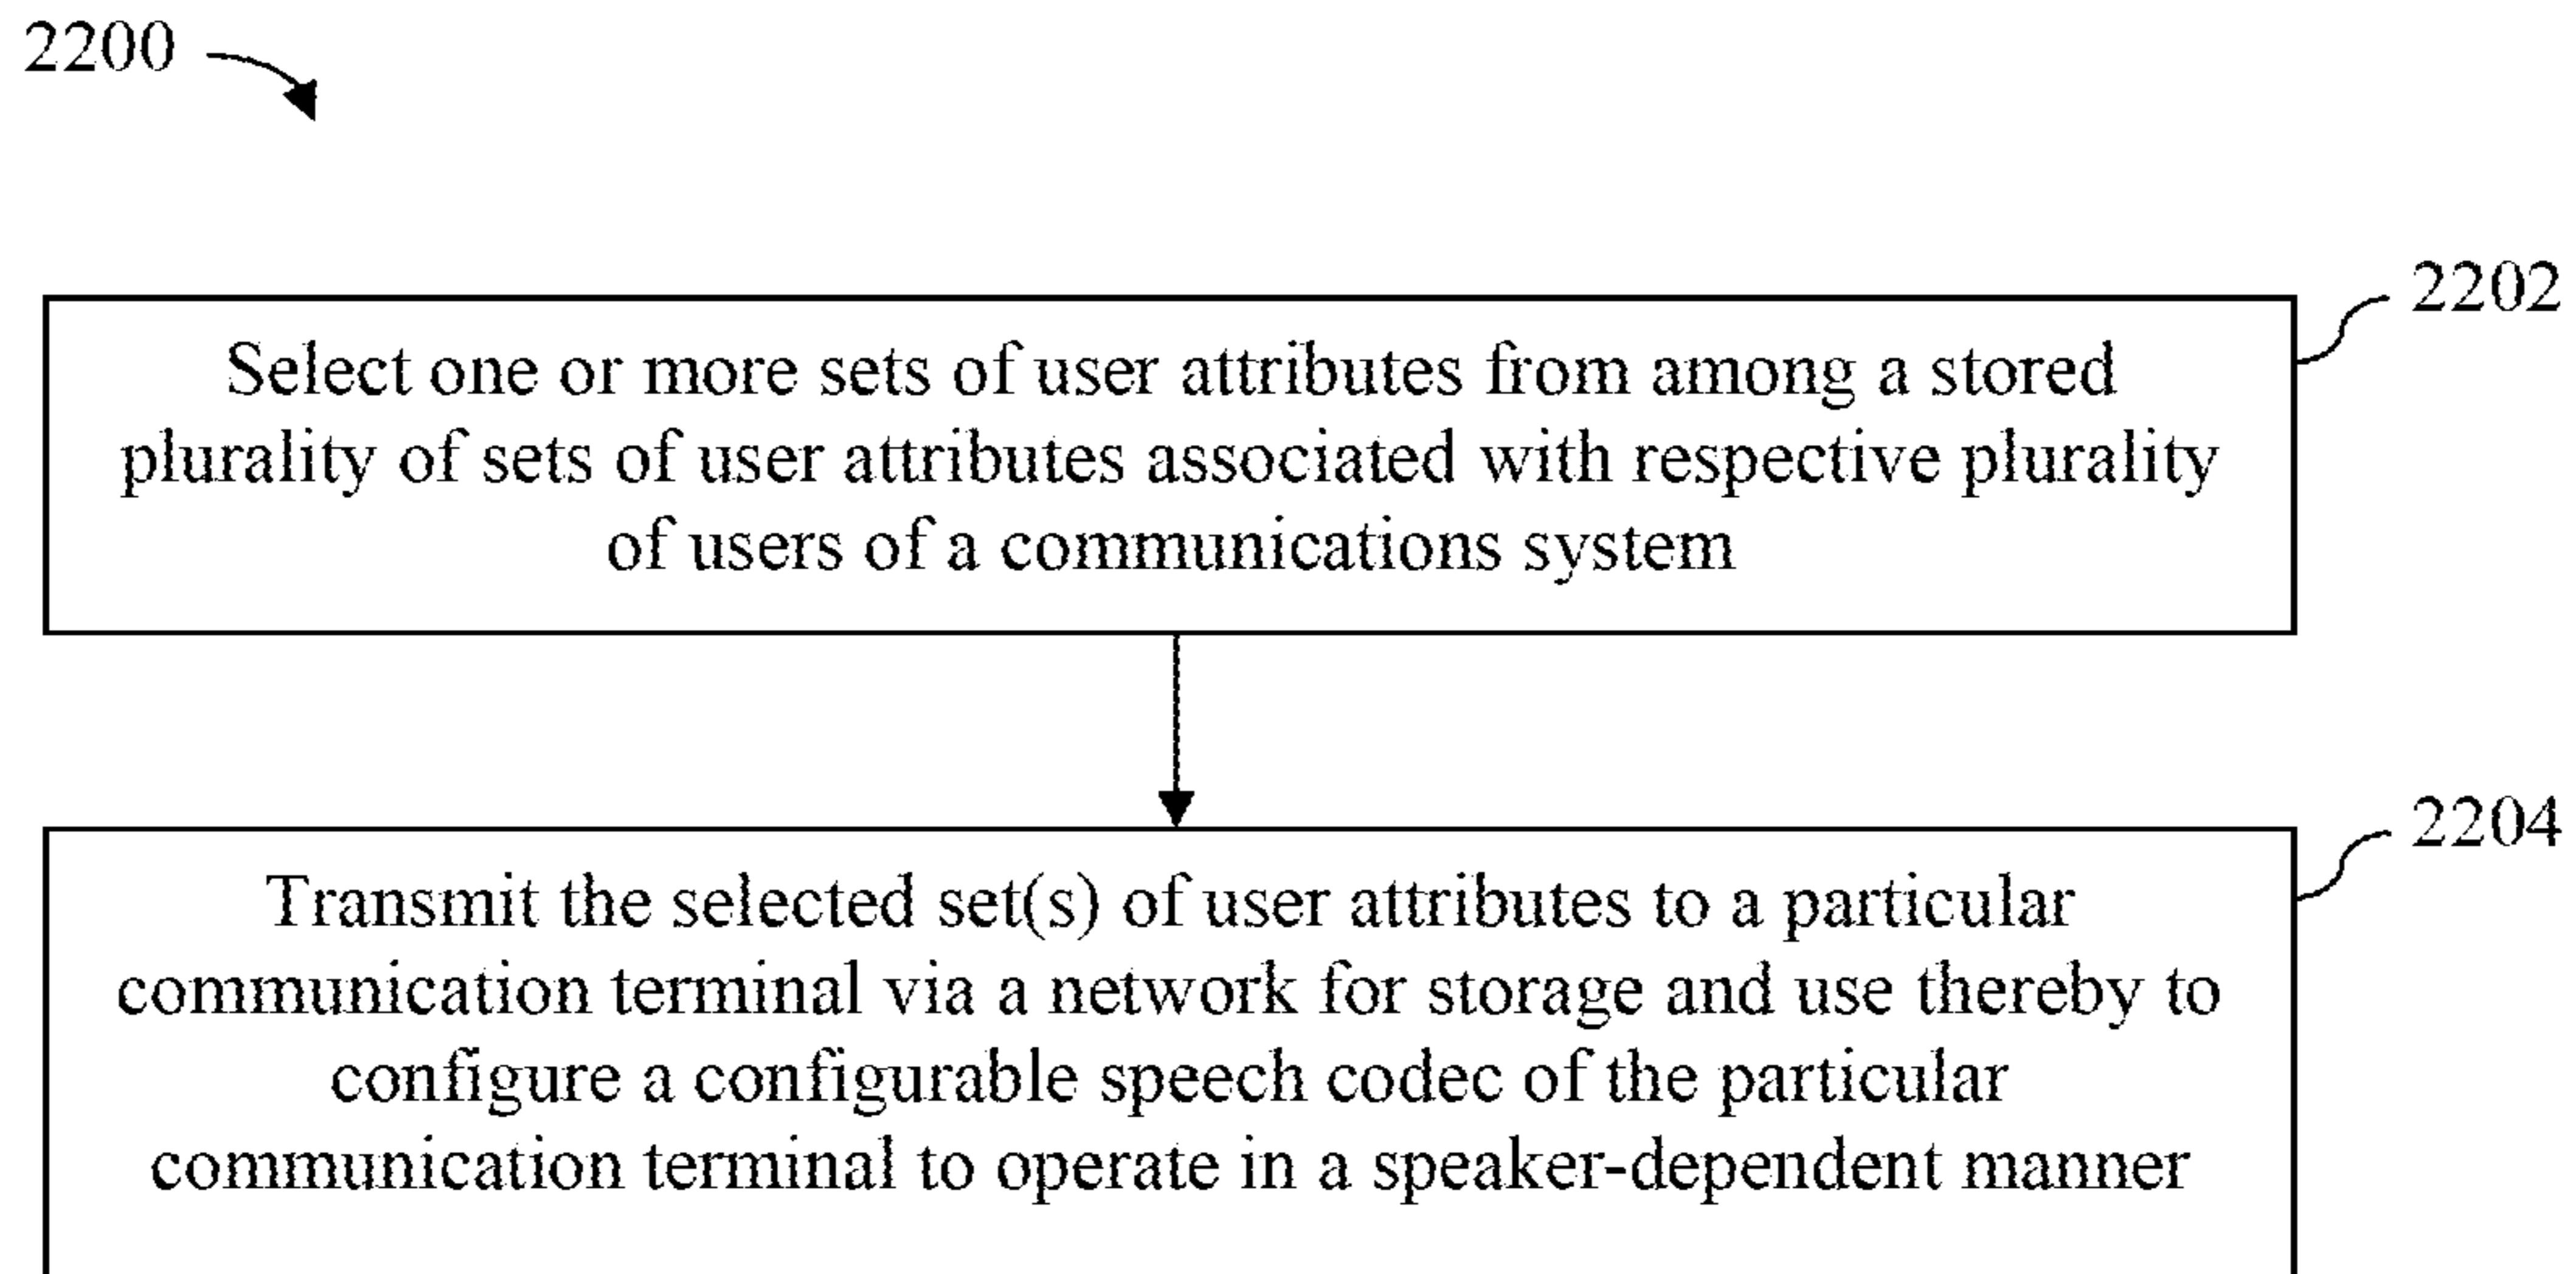 2200
2202
Select one or more sets of user attributes from among a stored
plurality of sets of user attributes associated with respective plurality
of users of a communications system
2204
Transmit the selected set(s) of user attributes to a particular
communication terminal via a network for storage and use thereby to
configure a configurable speech codec of the particular
communication terminal to operate in a speaker-dependent manner